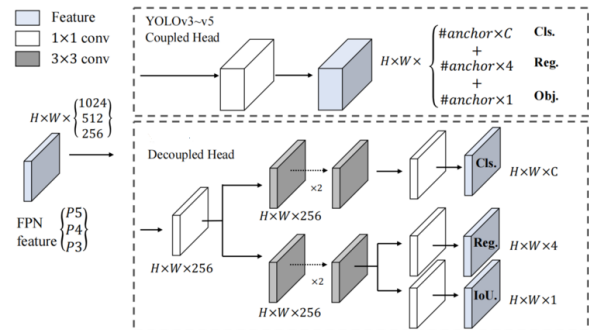 Feature
1×1 conv
3×3 conv
H×W× {1024
512
256}
FPN
feature
{P5
P4
P3}
YOLOv3~v5
Coupled Head
H×W×
#anchor×C Cls.
+
#anchor×4 Reg.
+
#anchor×1 Obj.
Decoupled Head
H×W×256
×2
H×W×256
Cls. H×W×C
×2
H×W×256
Reg. H×W×4
IoU. H×W×1